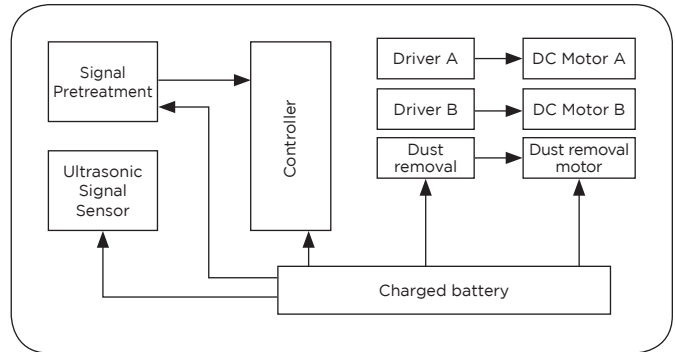 Signal
Pretreatment
Ultrasonic
Signal
Sensor
Controller
Driver A
DC Motor A
Driver B
DC Motor B
Dust
removal
Dust removal
motor
Charged battery